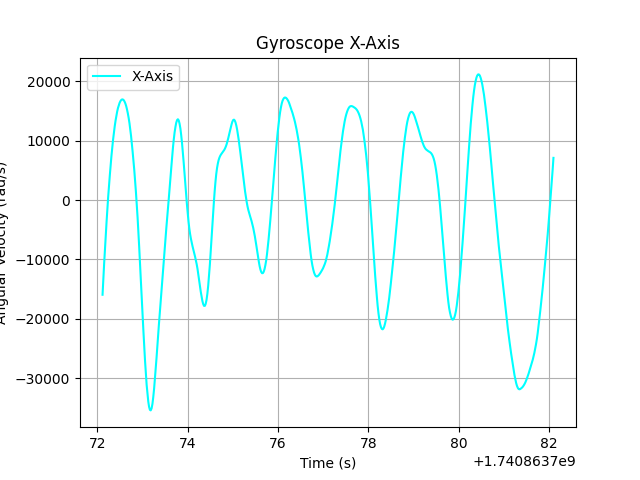 Gyroscope X-Axis
X-Axis
20000
10000
0
−10000
−20000
−30000
Angular Velocity (rad/s)
72
74
76
78
80
82
Time (s)
+1.7408637e9